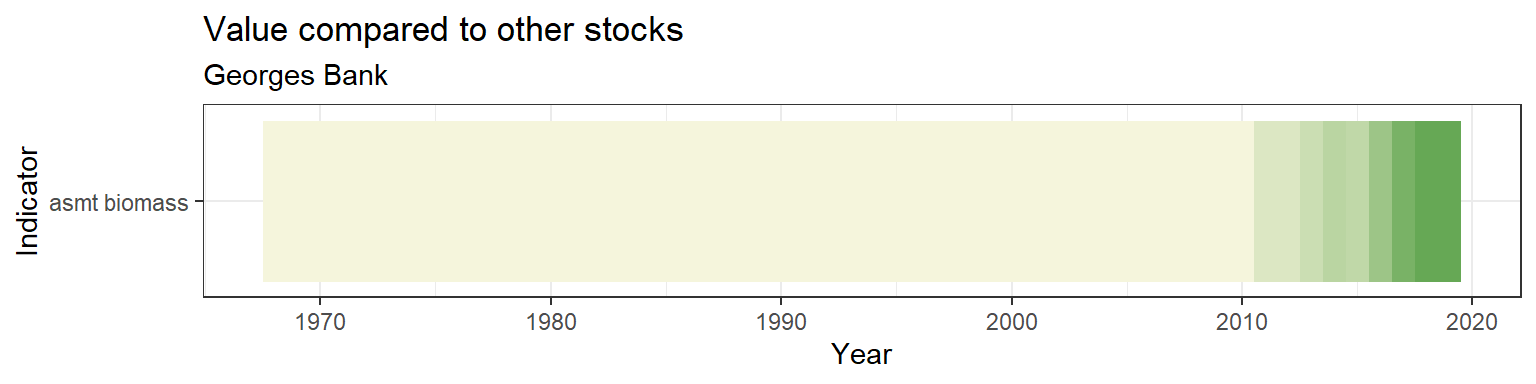 Value compared to other stocks
Georges Bank
Indicator
asmt biomass
1970 1980 1990 2000 2010 2020
Year